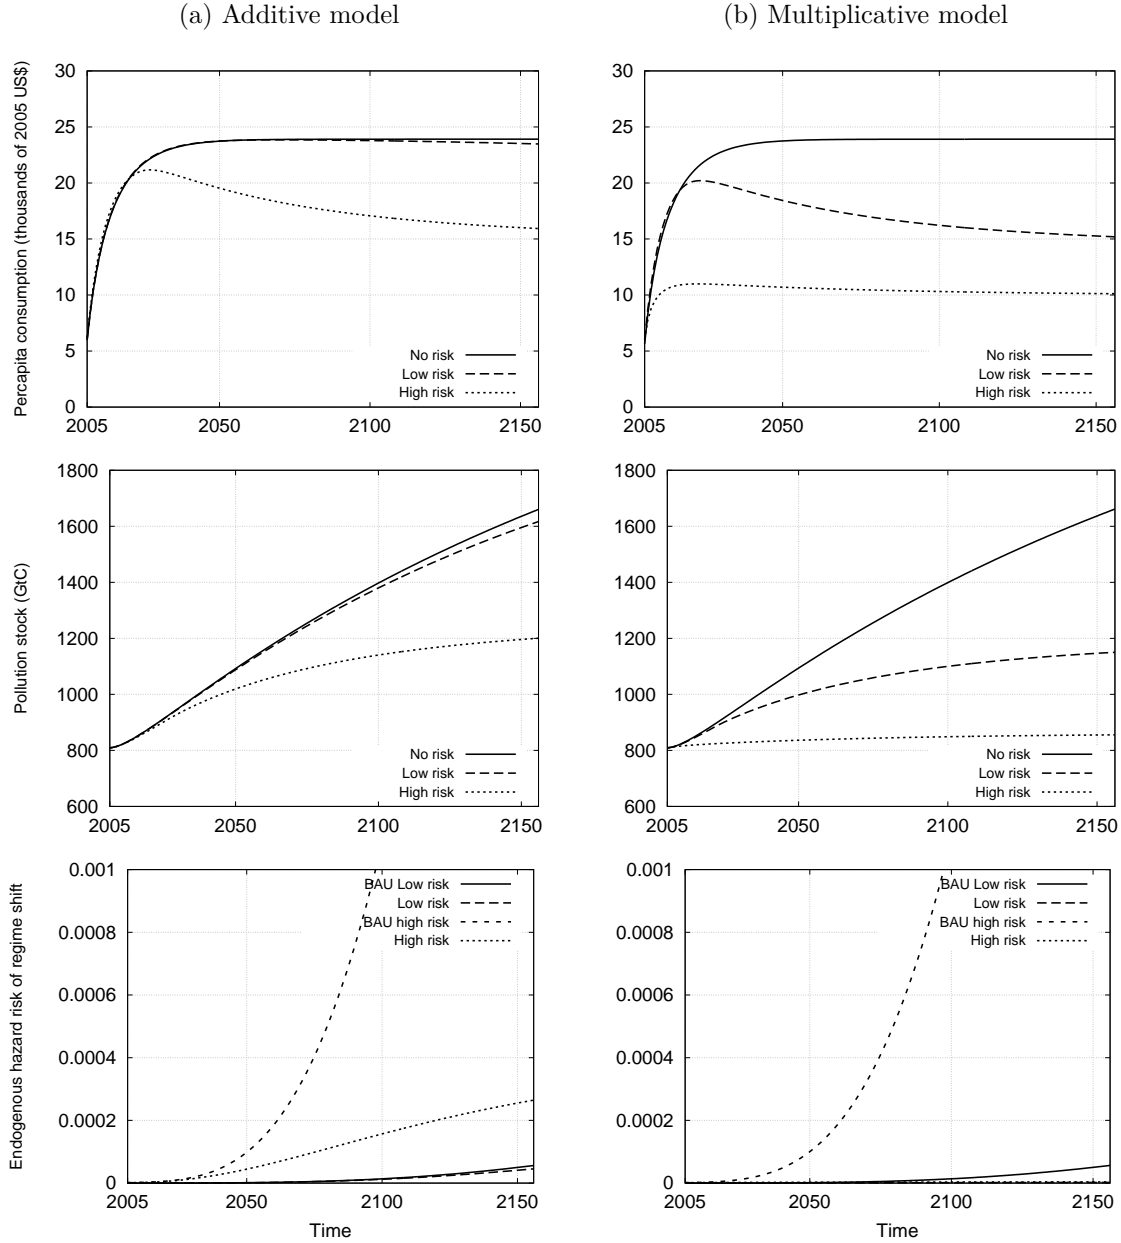 (a) Additive model
(b) Multiplicative model
Percapita consumption (thousands of 2005 US$)
30
25
20
15
10
5
0
No risk
Low risk
High risk
2005 2050 2100 2150
30
25
20
15
10
5
0
No risk
Low risk
High risk
2005 2050 2100 2150
Pollution stock (GtC)
1800
1600
1400
1200
1000
800
600
No risk
Low risk
High risk
2005 2050 2100 2150
1800
1600
1400
1200
1000
800
600
No risk
Low risk
High risk
2005 2050 2100 2150
Endogenous hazard risk of regime shift
0.001
0.0008
0.0006
0.0004
0.0002
0
BAU Low risk
Low risk
BAU high risk
High risk
2005 2050 2100 2150
Time
0.001
0.0008
0.0006
0.0004
0.0002
0
BAU Low risk
Low risk
BAU high risk
High risk
2005 2050 2100 2150
Time